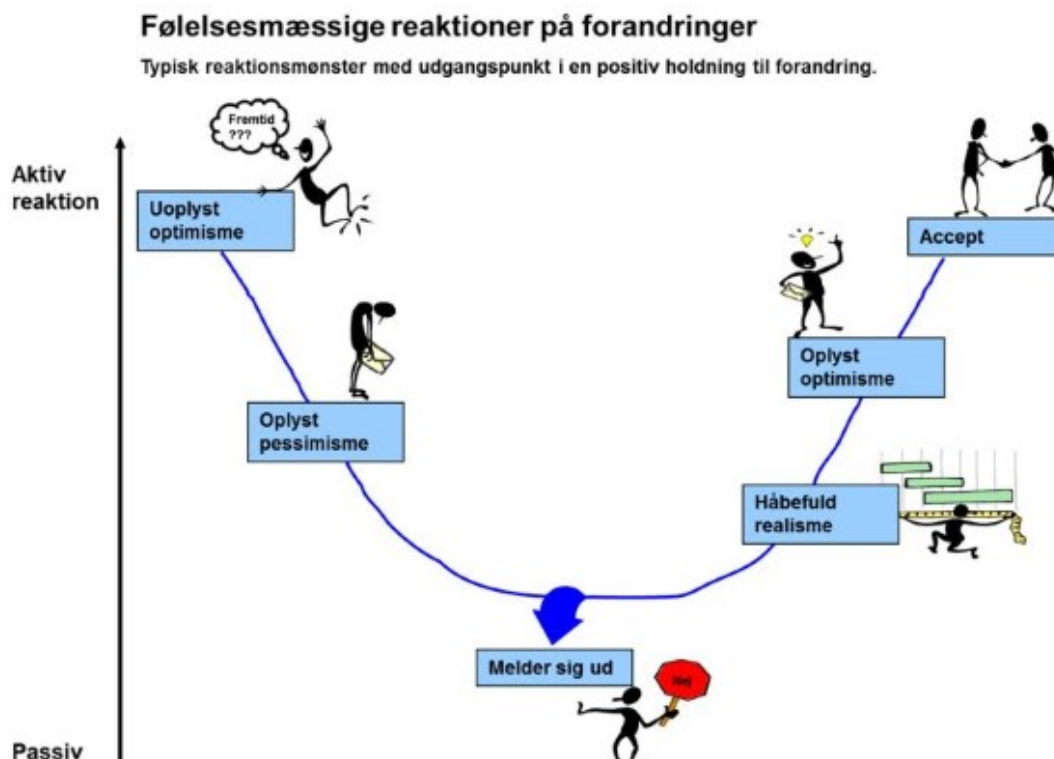 Følelsesmæssige reaktioner på forandringer
Typisk reaktionsmønster med udgangspunkt i en positiv holdning til forandring.
Fremtid
???
Aktiv
reaktion
Uoplyst
optimisme
Accept
Oplyst
optimisme
Oplyst
pessimisme
Håbefuld
realisme
Melder sig ud
Nej
Passiv